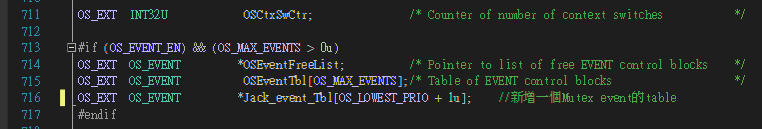 711 OS_EXT INT32U OSCtxSwCtr; /* Counter of number of context switches */
712
713 #if (OS_EVENT_EN) && (OS_MAX_EVENTS > 0u)
714 OS_EXT OS_EVENT *OSEventFreeList; /* Pointer to list of free EVENT control blocks */
715 OS_EXT OS_EVENT OSEventTbl[OS_MAX_EVENTS];/* Table of EVENT control blocks */
716 OS_EXT OS_EVENT *Jack_event_Tbl[OS_LOWEST_PRIO + 1u]; //新增一個Mutex event的table
717 #endif